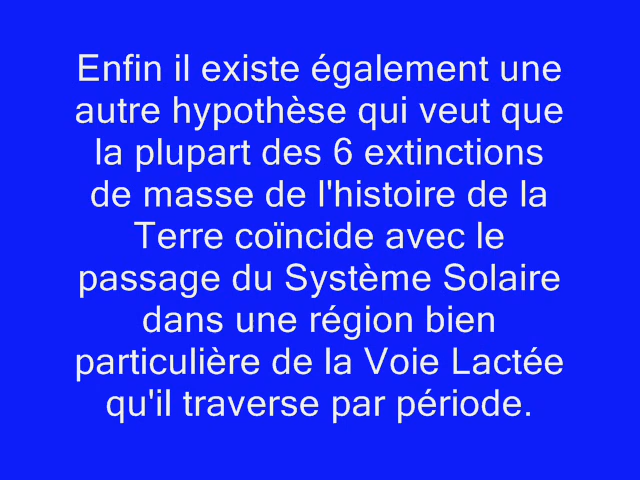 Enfin il existe également une
autre hypothèse qui veut que
la plupart des 6 extinctions
de masse de l'histoire de la
Terre coïncide avec le
passage du Système Solaire
dans une région bien
particulière de la Voie Lactée
qu'il traverse par période.